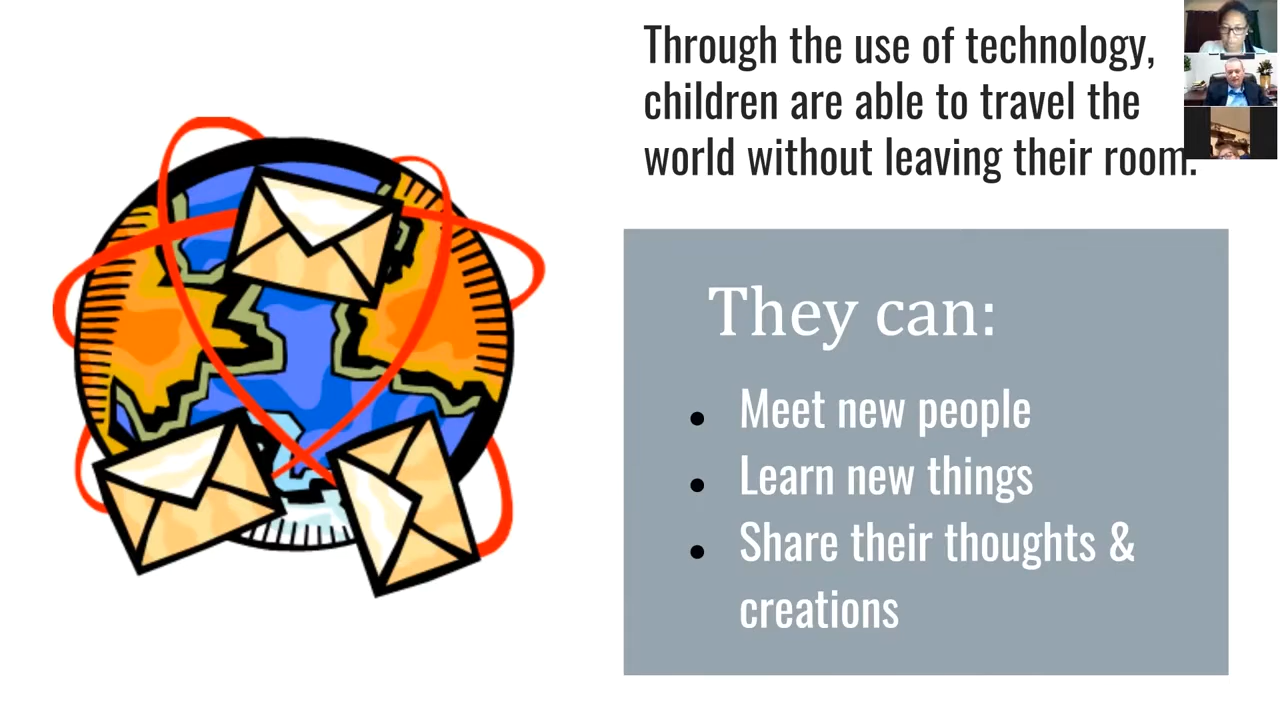 Through the use of technology,
children are able to travel the
world without leaving their room.
They can:
• Meet new people
• Learn new things
• Share their thoughts &
creations